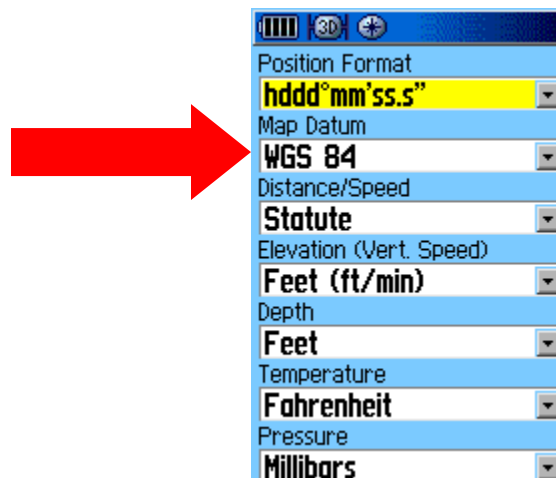 3D
Position Format
hddd°mm'ss.s"
Map Datum
WGS 84
Distance/Speed
Statute
Elevation (Vert. Speed)
Feet (ft/min)
Depth
Feet
Temperature
Fahrenheit
Pressure
Millibars